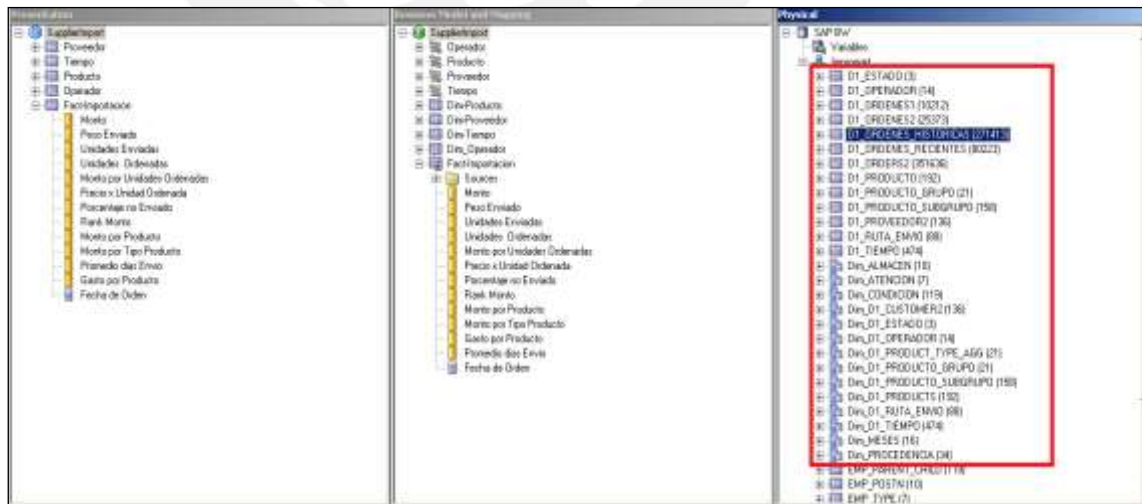 Presentation
SupplierImport
Proveedor
Tiempo
Producto
Operador
FactImportacion
Monto
Peso Enviado
Unidades Enviadas
Unidades Ordenadas
Monto por Unidades Ordenadas
Precio x Unidad Ordenada
Porcentaje no Enviado
Rank Monto
Monto por Producto
Monto por Tipo Producto
Promedio dias Envio
Gasto por Producto
Fecha de Orden
Business Model and Mapping
SupplierImport
Operador
Producto
Proveedor
Tiempo
Dim-Producto
Dim-Proveedor
Dim-Tiempo
Dim_Operador
FactImportacion
Sources
Monto
Peso Enviado
Unidades Enviadas
Unidades Ordenadas
Monto por Unidades Ordenadas
Precio x Unidad Ordenada
Porcentaje no Enviado
Rank Monto
Monto por Producto
Monto por Tipo Producto
Gasto por Producto
Promedio dias Envio
Fecha de Orden
Physical
SAP BW
Variables
D1_ESTADO (3)
D1_OPERADOR (14)
D1_ORDENES1 (10212)
D1_ORDENES2 (25373)
D1_ORDENES_HISTORICAS (271413)
D1_ORDENES_RECIENTES (80223)
D1_ORDERS2 (351636)
D1_PRODUCTO (192)
D1_PRODUCTO_GRUPO (21)
D1_PRODUCTO_SUBGRUPO (158)
D1_PROVEEDOR2 (136)
D1_RUTA_ENVIO (88)
D1_TIEMPO (474)
Dim_ALMACEN (18)
Dim_ATENCION (7)
Dim_CONDICION (119)
Dim_D1_CUSTOMER2 (136)
Dim_D1_ESTADO (3)
Dim_D1_OPERADOR (14)
Dim_D1_PRODUCT_TYPE_AGG (21)
Dim_D1_PRODUCTO_GRUPO (21)
Dim_D1_PRODUCTO_SUBGRUPO (158)
Dim_D1_PRODUCTS (192)
Dim_D1_RUTA_ENVIO (88)
Dim_D1_TIEMPO (474)
Dim_MESES (16)
Dim_PROCEDENCIA (34)
EMP_PARENT_CHILD (119)
EMP_POSTN (10)
EMP_TYPE (7)